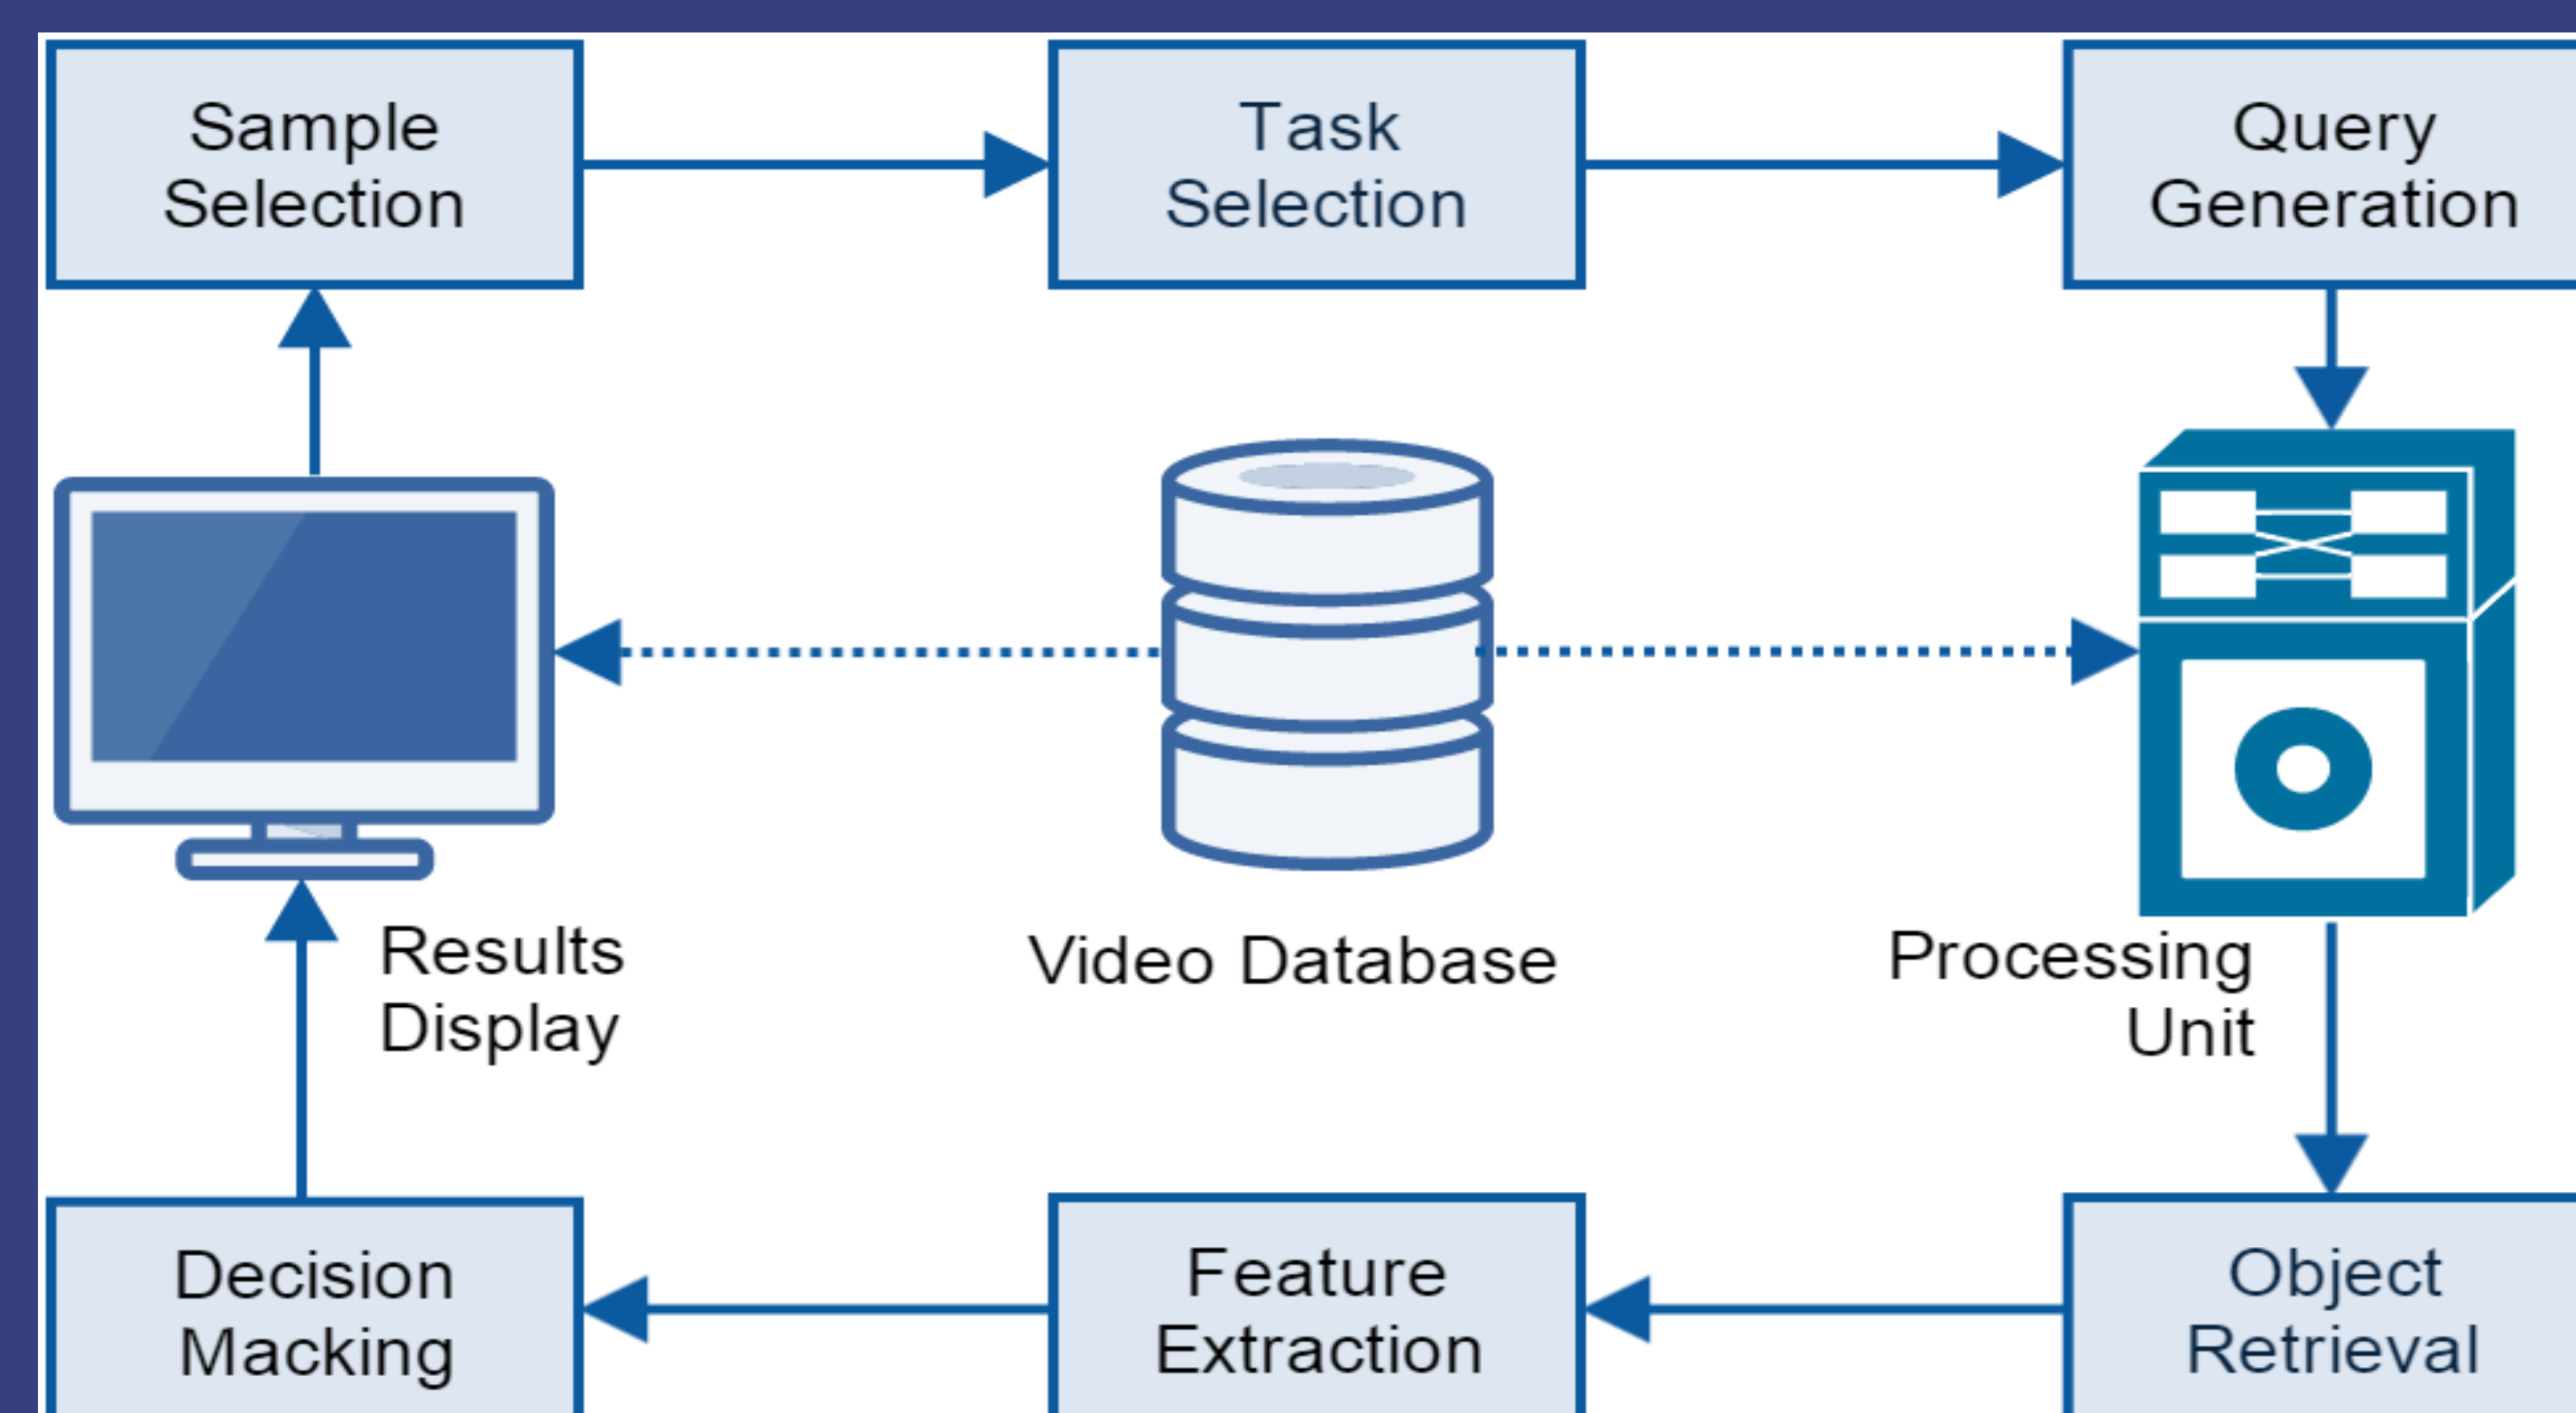 Sample
Selection
Task
Selection
Query
Generation
Results
Display
Video Database
Processing
Unit
Decision
Macking
Feature
Extraction
Object
Retrieval